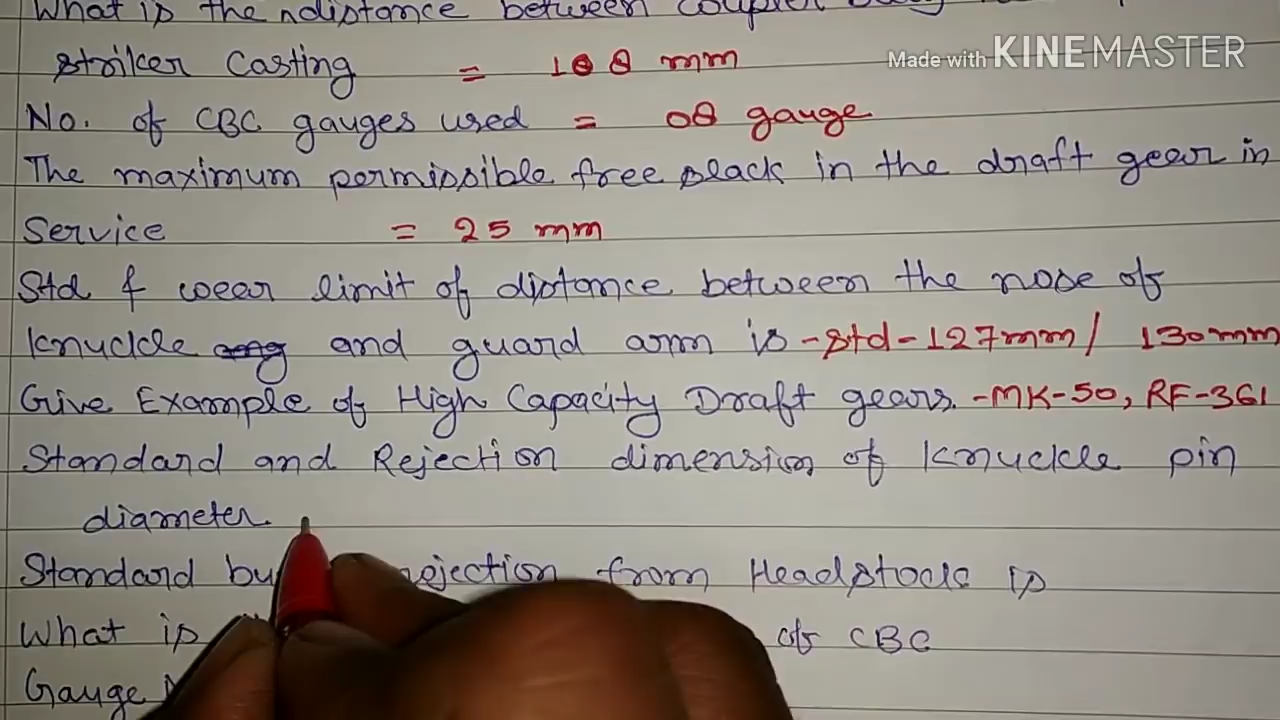 What is the ndistance between coupler
striker Casting = 108 mm
Made with KINEMASTER
No. of CBC gauges used = 08 gauge
The maximum permissible free slack in the draft gear in
Service = 25 mm
Std & wear limit of distance between the nose of
knuckle and guard arm is - std - 127mm / 130mm
Give Example of High Capacity Draft gears. - MK-50, RF-361
Standard and Rejection dimension of knuckle pin
diameter.
Standard from Headstock is
What is of CBC
Gauge